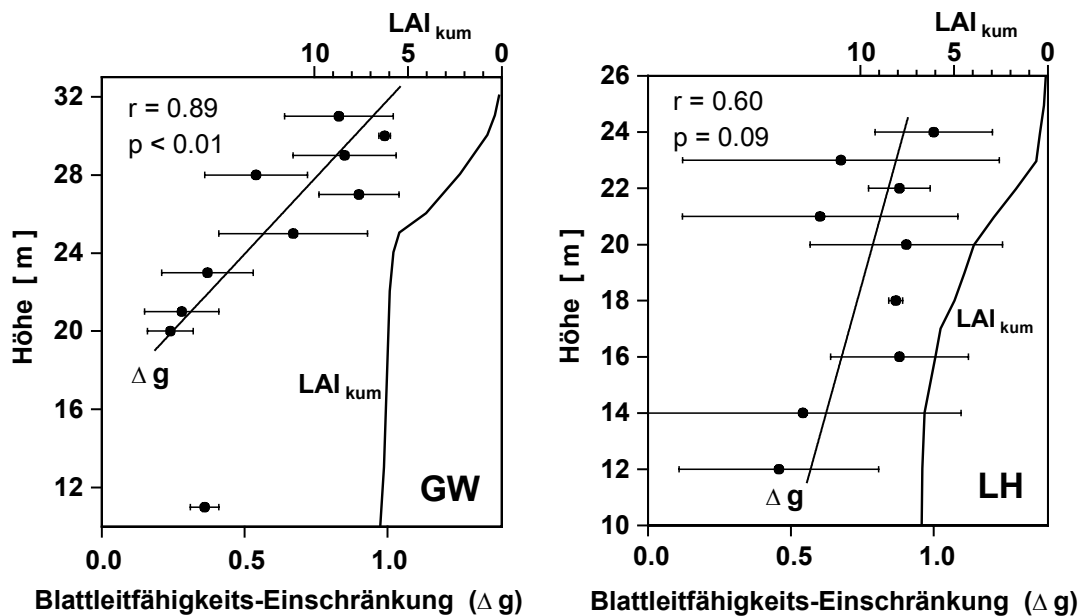 LAI kum
10 5 0
r = 0.89
p < 0.01
Höhe [ m ]
32
28
24
20
16
12
Δ g
LAI kum
GW
0.0 0.5 1.0
Blattleitfähigkeits-Einschränkung (Δ g)
LAI kum
10 5 0
r = 0.60
p = 0.09
Höhe [ m ]
26
24
22
20
18
16
14
12
10
LAI kum
Δ g
LH
0.0 0.5 1.0
Blattleitfähigkeits-Einschränkung (Δ g)